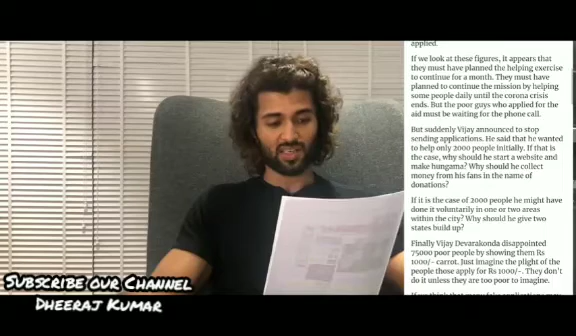 applied.
If we look at these figures, it appears that
they must have planned the helping exercise
to continue for a month. They must have
planned to continue the mission by helping
some people daily until the corona crisis
ends. But the poor guys who applied for the
aid must be waiting for the phone call.
But suddenly Vijay announced to stop
sending applications. He said that he wanted
to help only 2000 people initially. If that is
the case, why should he start a website and
make hungama? Why should he collect
money from his fans in the name of
donations?
If it is the case of 2000 people he might have
done it voluntarily in one or two areas
within the city? Why should he give two
states build up?
Finally Vijay Devarakonda disappointed
75000 poor people by showing them Rs
1000/- carrot. Just imagine the plight of the
people those apply for Rs 1000/-. They don't
do it unless they are too poor to imagine.
If we think that many fake applications may
Subscribe our Channel
Dheeraj Kumar